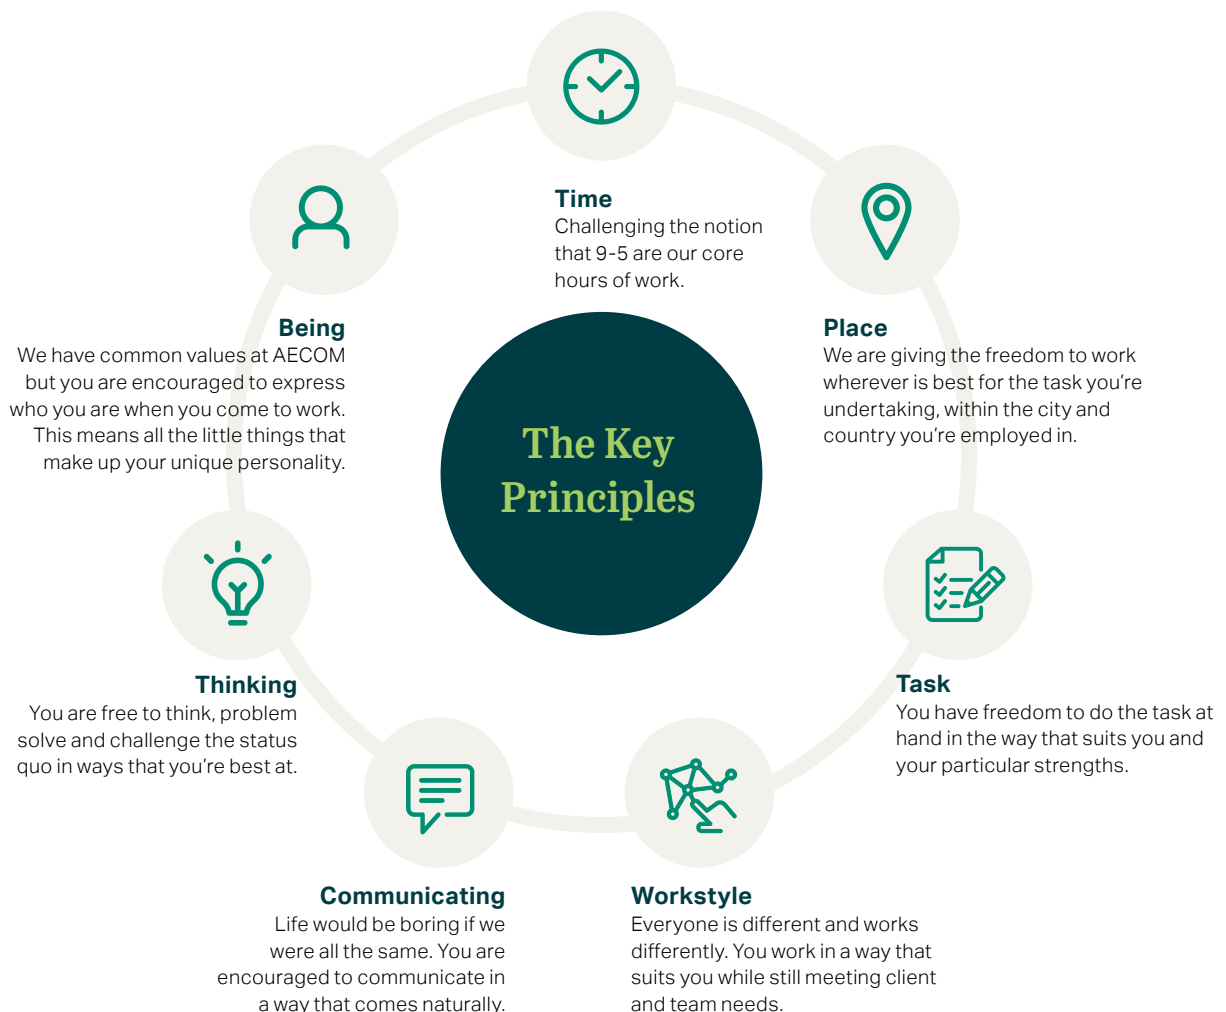 Time
Challenging the notion
that 9-5 are our core
hours of work.
Place
We are giving the freedom to work
wherever is best for the task you're
undertaking, within the city and
country you're employed in.
Being
We have common values at AECOM
but you are encouraged to express
who you are when you come to work.
This means all the little things that
make up your unique personality.
The Key
Principles
Task
You have freedom to do the task at
hand in the way that suits you and
your particular strengths.
Thinking
You are free to think, problem
solve and challenge the status
quo in ways that you're best at.
Communicating
Life would be boring if we
were all the same. You are
encouraged to communicate in
a way that comes naturally.
Workstyle
Everyone is different and works
differently. You work in a way that
suits you while still meeting client
and team needs.